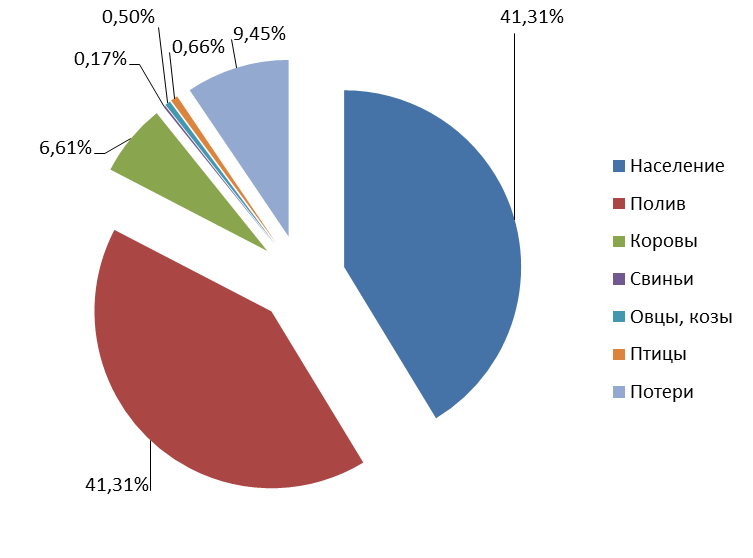 0,50%
41,31%
0,66%
9,45%
0,17%
6,61%
41,31%
Население
Полив
Коровы
Свиньи
Овцы, козы
Птицы
Потери